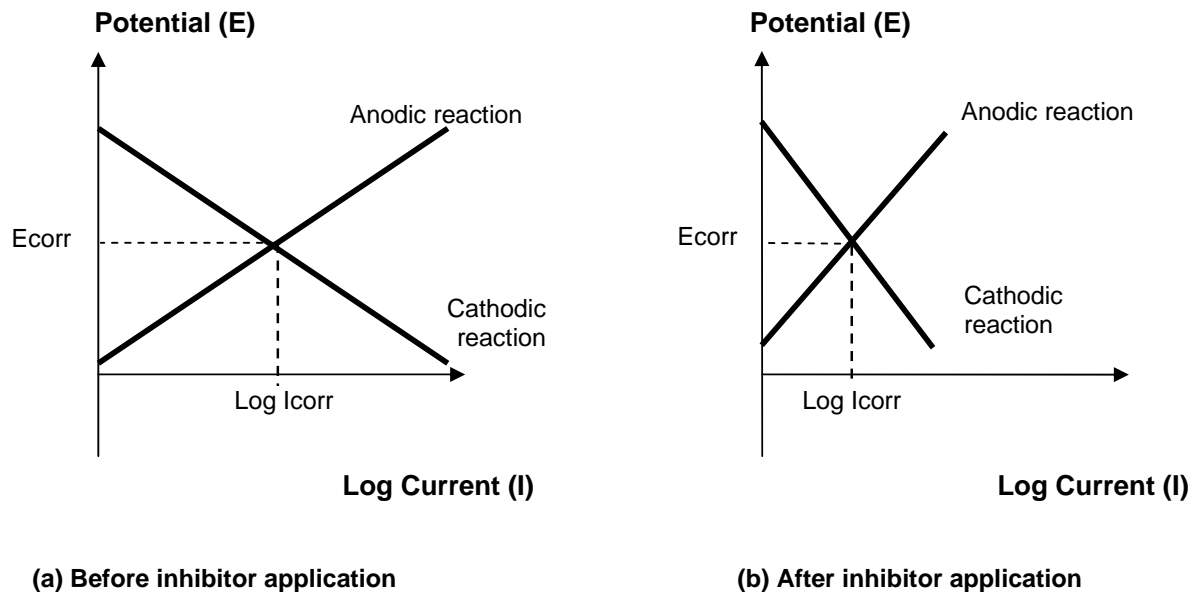 Potential (E)
Anodic reaction
Ecorr
Cathodic
reaction
Log Icorr
Log Current (I)
(a) Before inhibitor application
Potential (E)
Anodic reaction
Ecorr
Cathodic
reaction
Log Icorr
Log Current (I)
(b) After inhibitor application